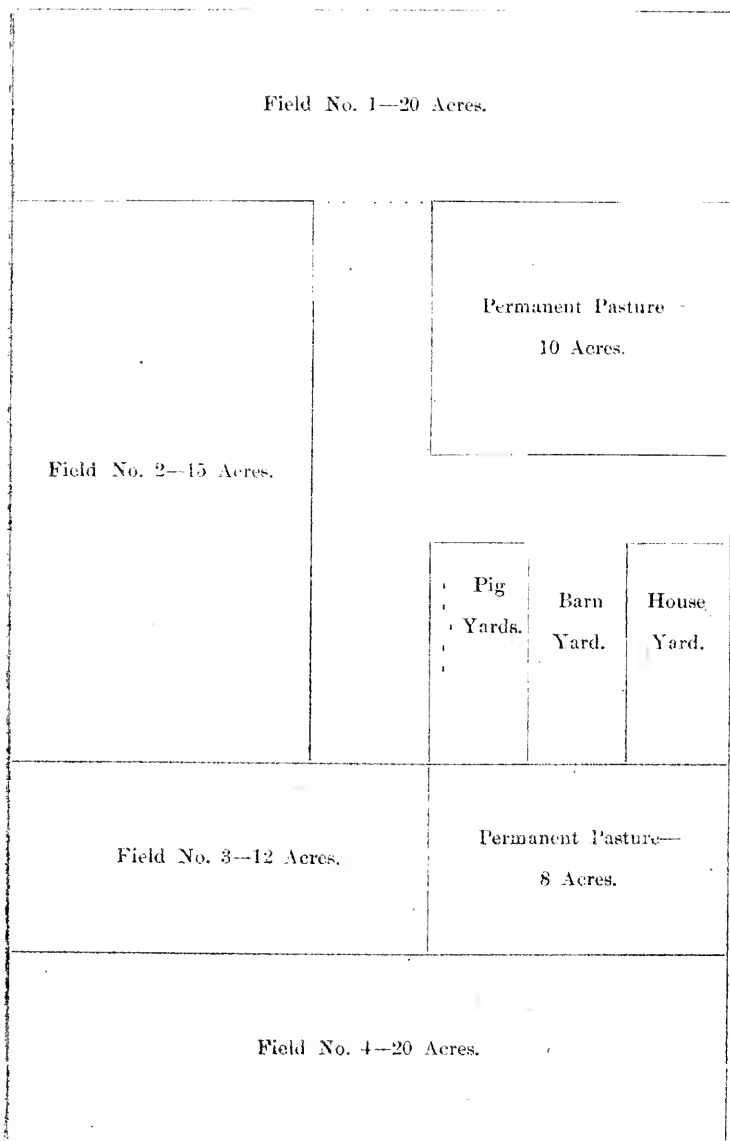 Field No. 1—20 Acres.
Permanent Pasture —
10 Acres.
Field No. 2—15 Acres.
Pig
Yards.
Barn
Yard.
House
Yard.
Field No. 3—12 Acres.
Permanent Pasture—
8 Acres.
Field No. 4—20 Acres.